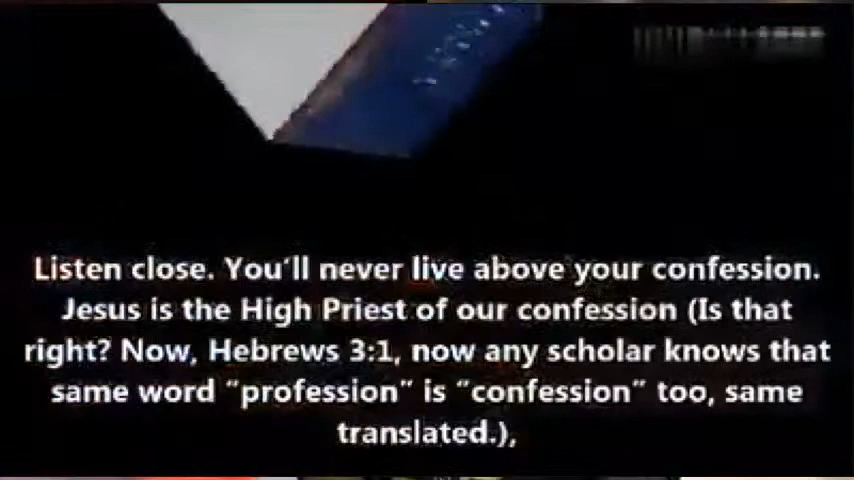 Listen close. You'll never live above your confession.
Jesus is the High Priest of our confession (Is that
right? Now, Hebrews 3:1, now any scholar knows that
same word “profession” is “confession” too, same
translated.),